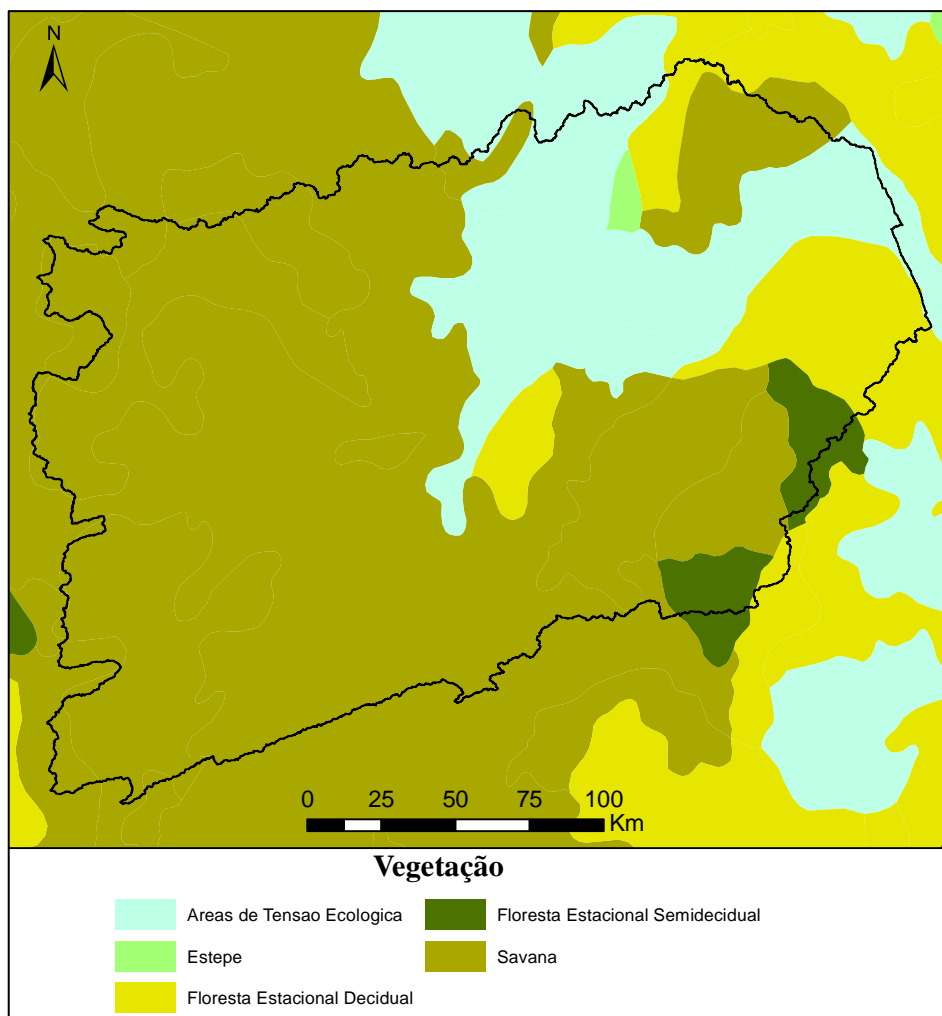 N
0 25 50 75 100
Km
Vegetação
Areas de Tensao Ecologica
Estepe
Floresta Estacional Decidual
Floresta Estacional Semidecidual
Savana